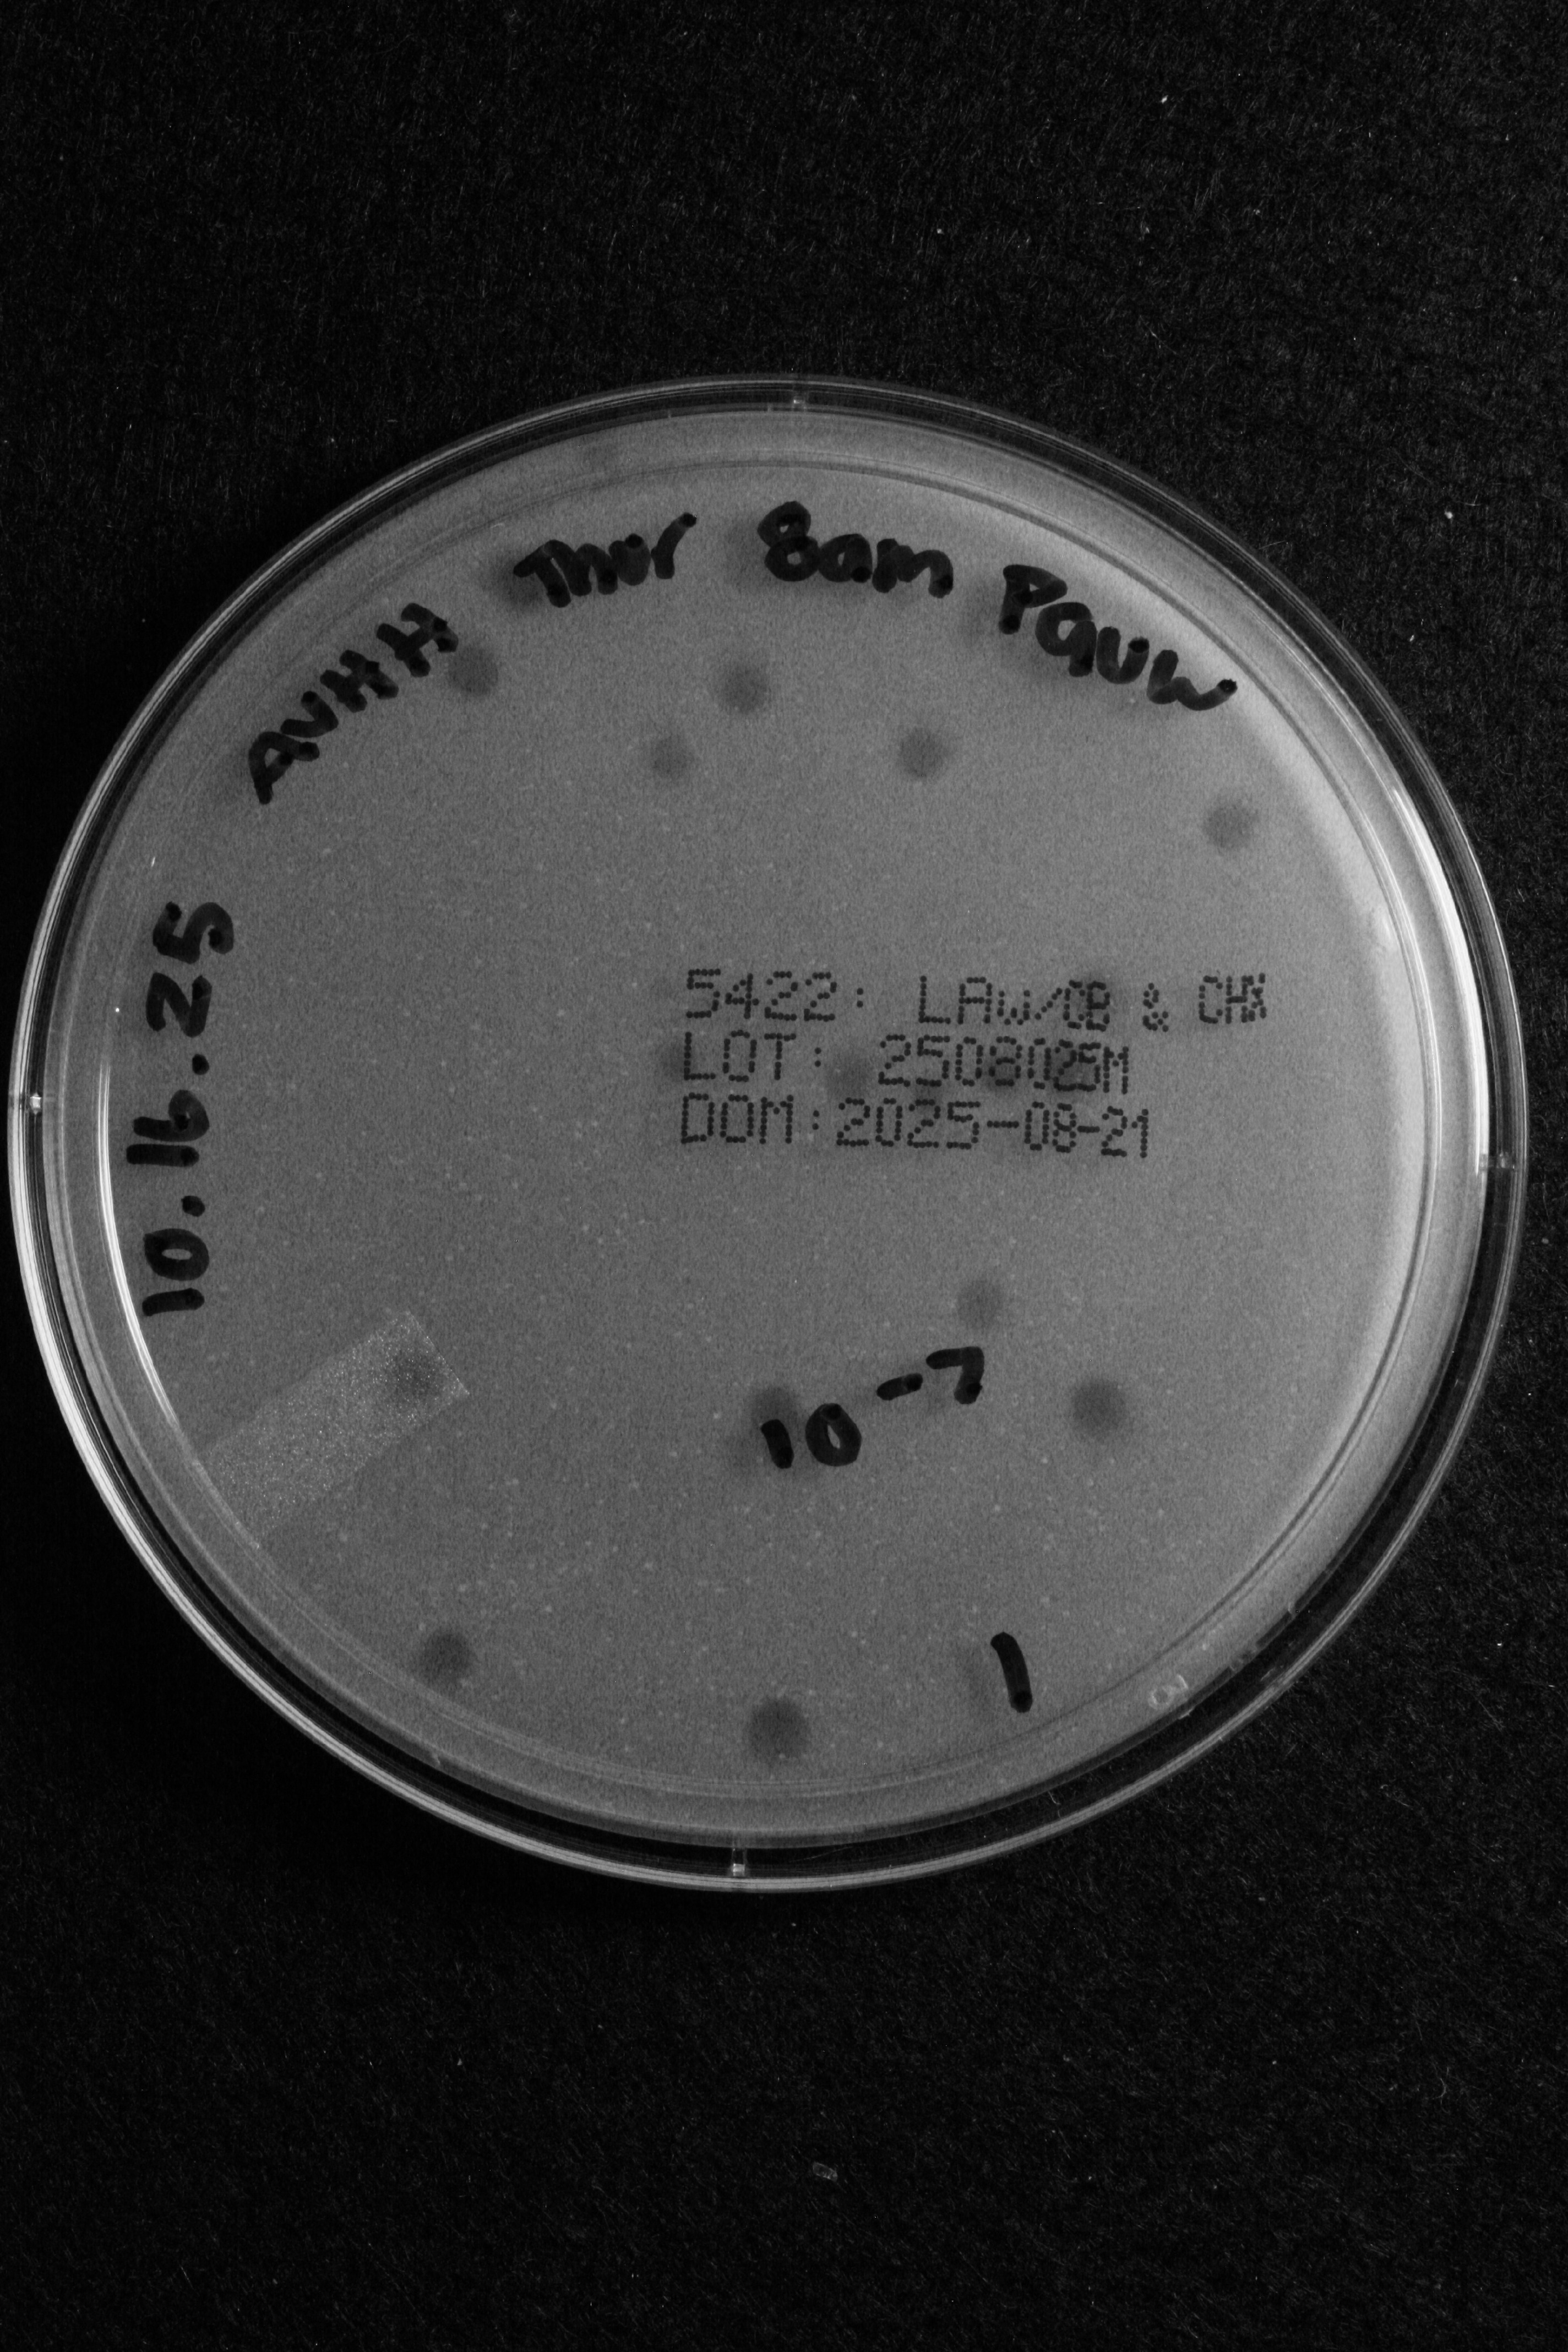 AVHH Thur 8am Pauw
10.16.25
5422: LAw/CB & CHX
LOT: 2508025M
DOM:2025-08-21
10-7
1